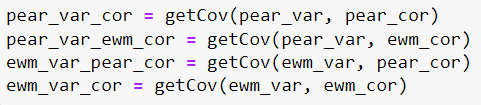 pear_var_cor = getCov(pear_var, pear_cor)
pear_var_ewm_cor = getCov(pear_var, ewm_cor)
ewm_var_pear_cor = getCov(ewm_var, pear_cor)
ewm_var_cor = getCov(ewm_var, ewm_cor)